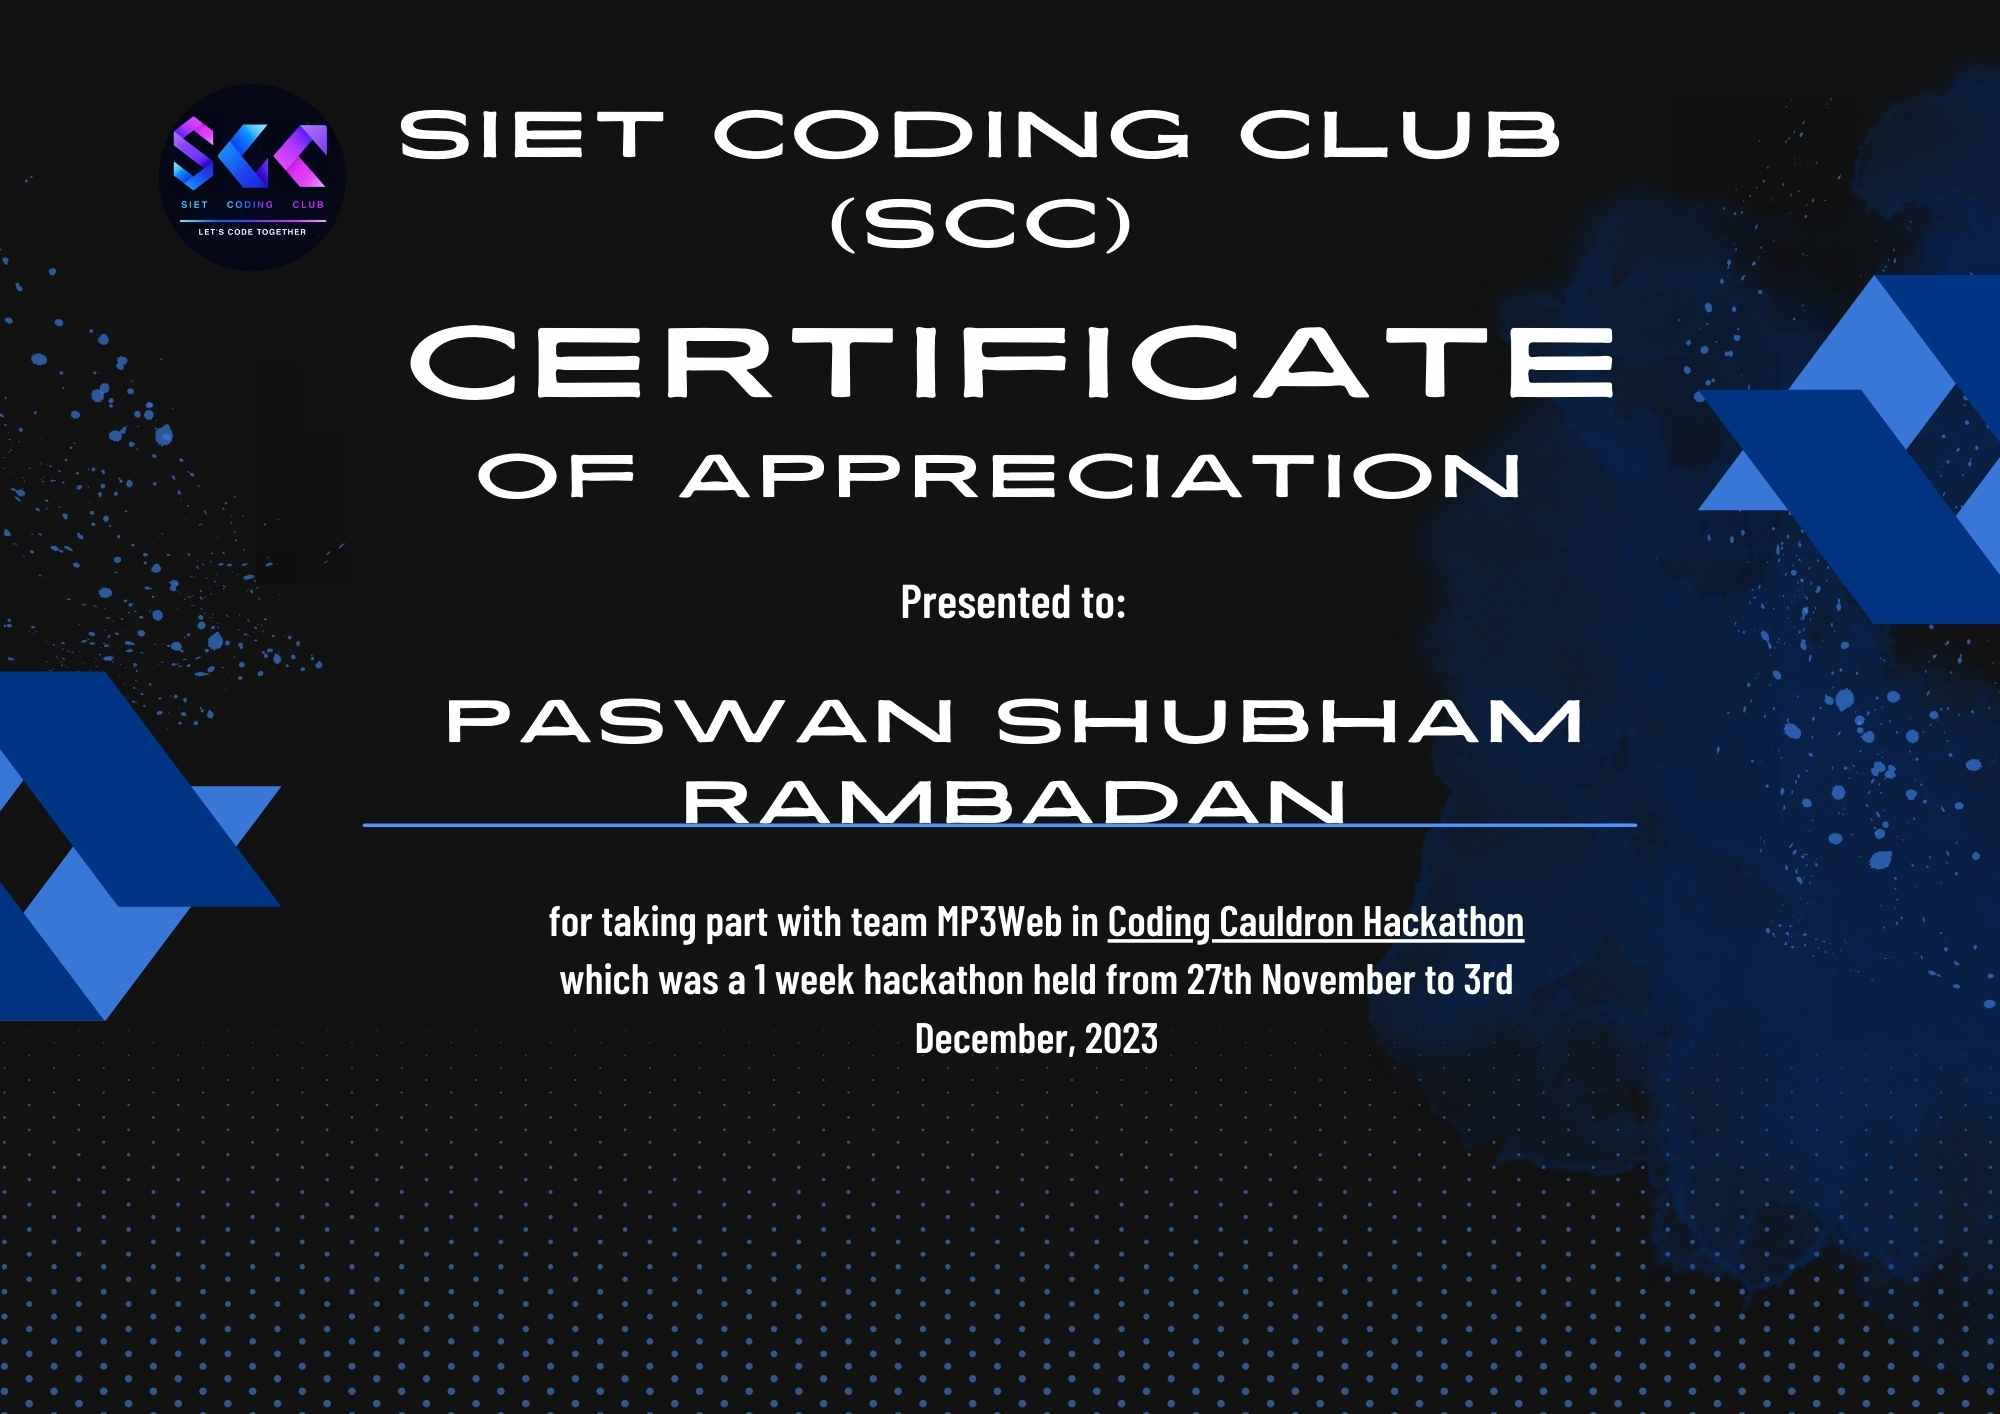 SCC
SIET CODING CLUB
LET'S CODE TOGETHER
SIET CODING CLUB
(SCC)
CERTIFICATE
OF APPRECIATION
Presented to:
PASWAN SHUBHAM
RAMBADAN
for taking part with team MP3Web in Coding Cauldron Hackathon
which was a 1 week hackathon held from 27th November to 3rd
December, 2023